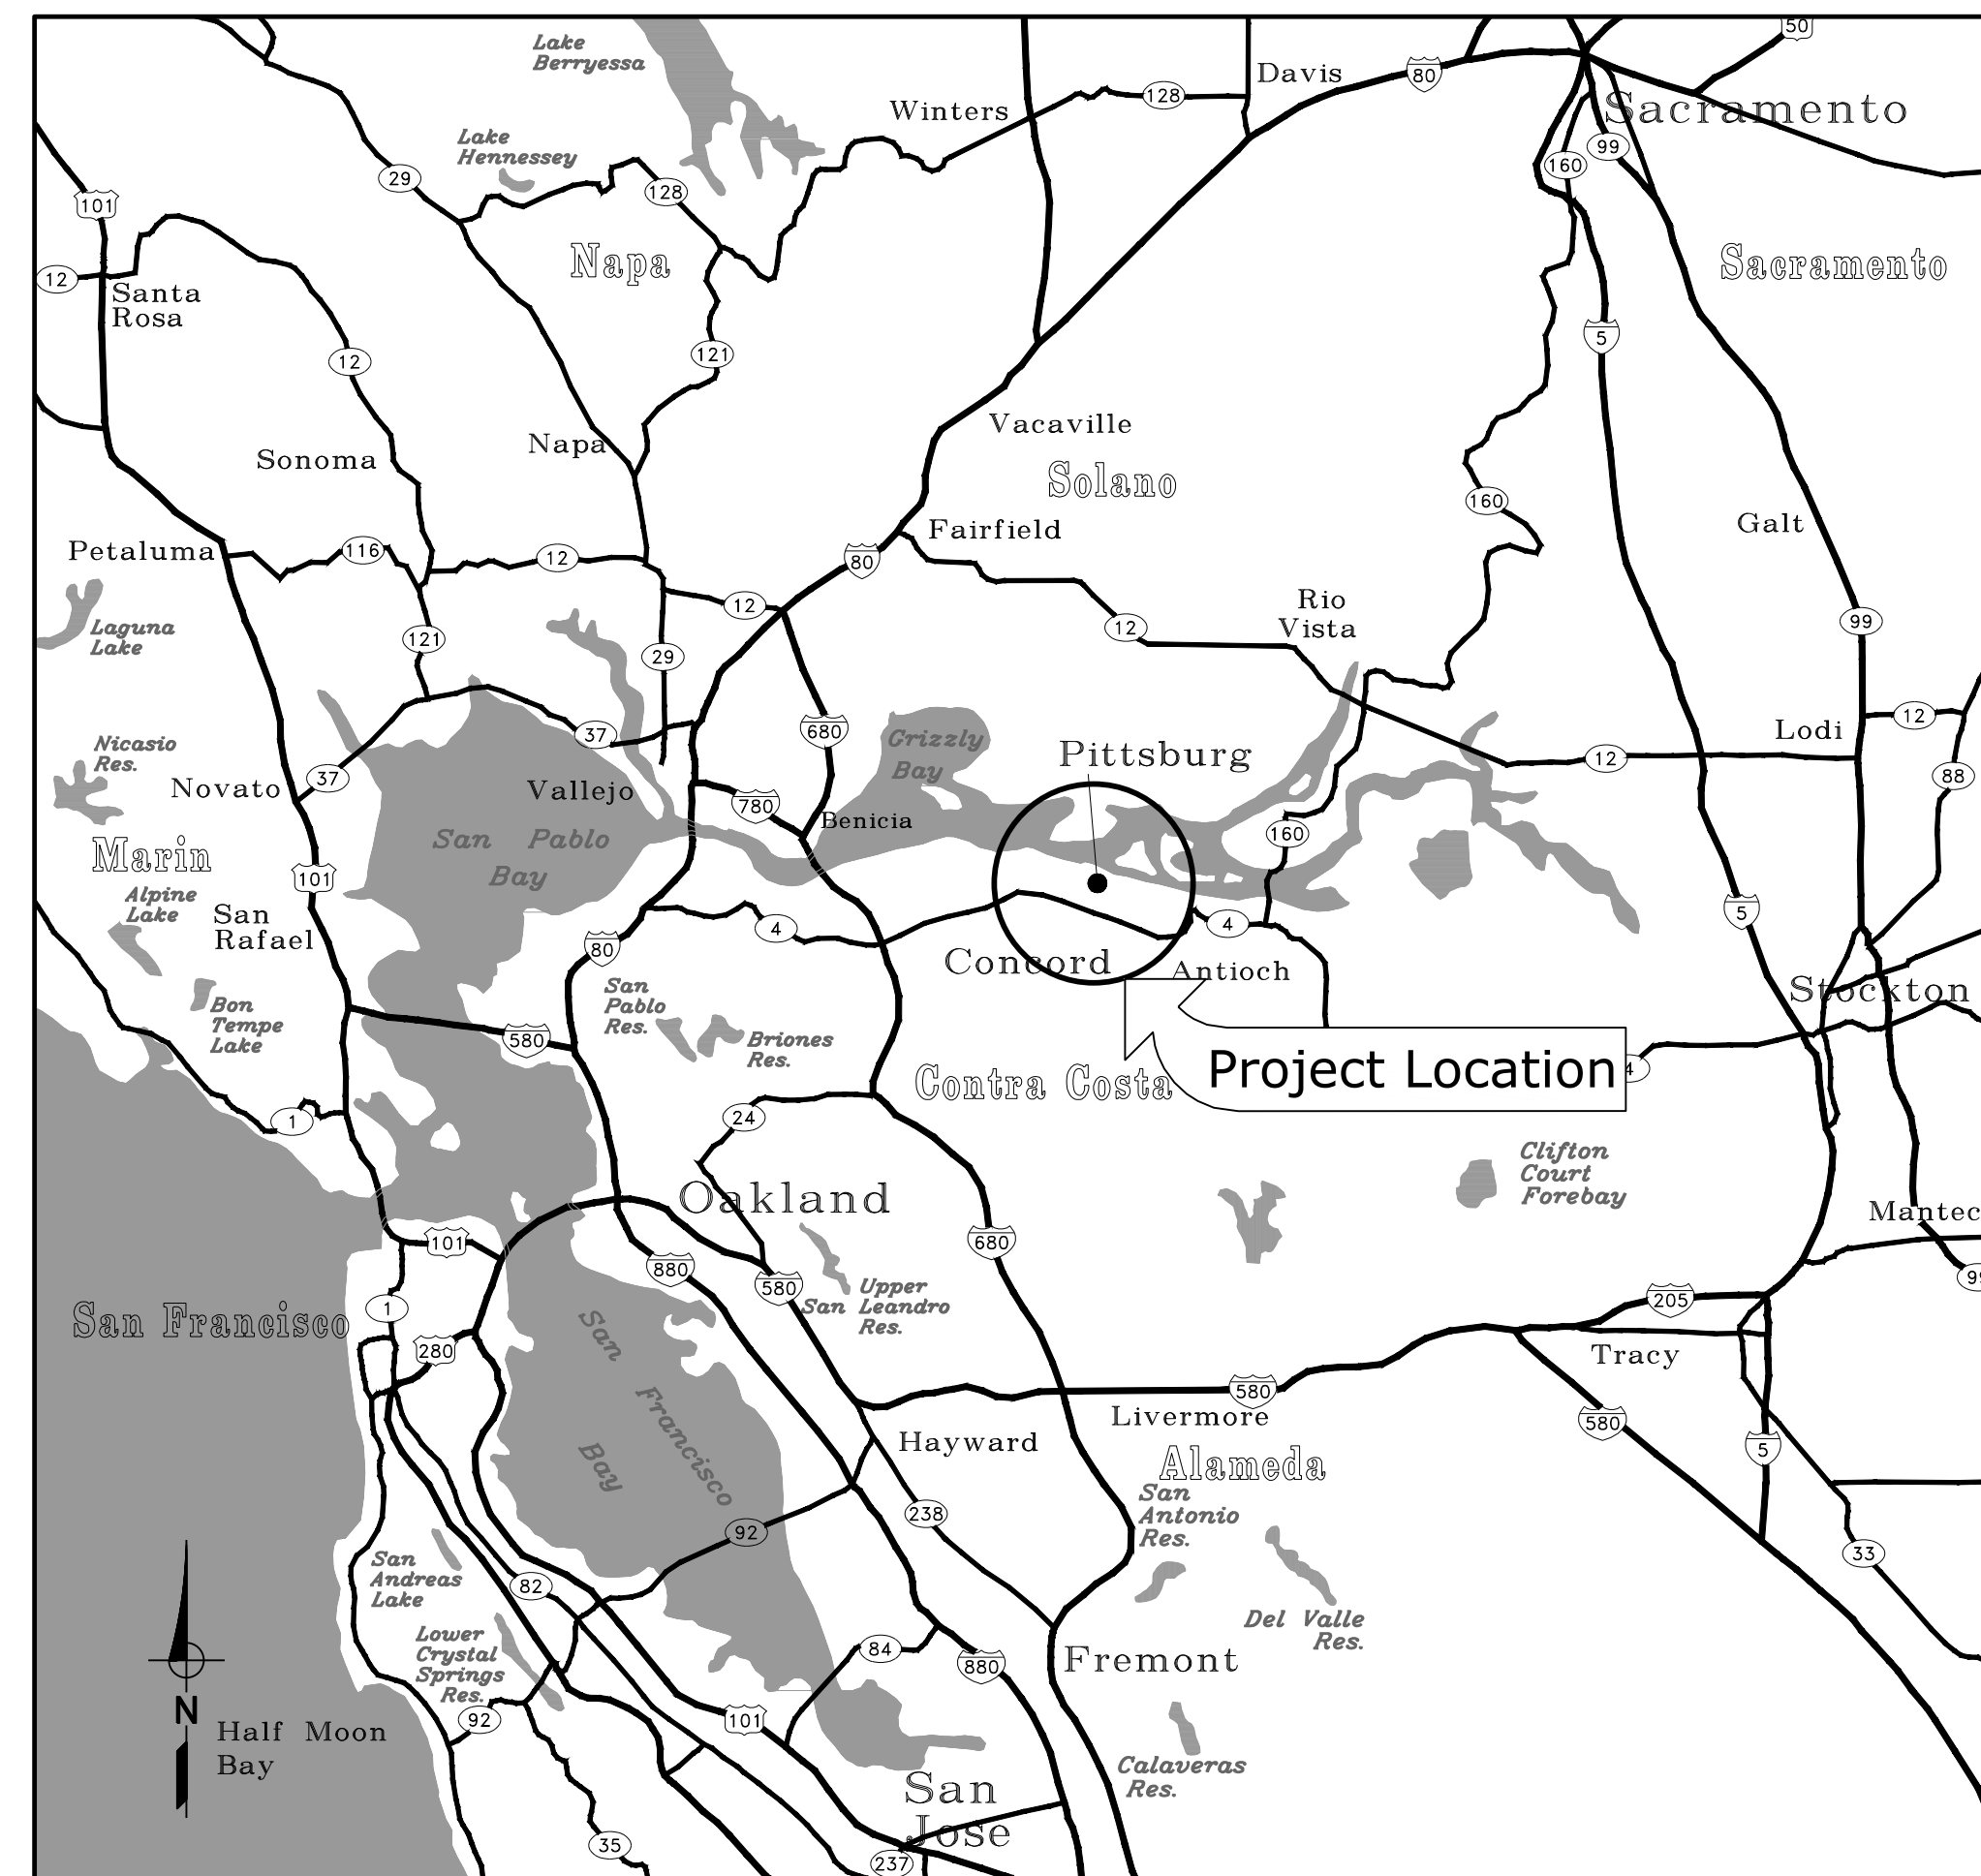 50
Lake
Berryessa
Davis
80
Winters
128
Sacramento
Lake
Hennessey
99
160
29
128
101
Napa
Sacramento
12
Santa
Rosa
5
121
12
Vacaville
Napa
Sonoma
Solano
160
Galt
Fairfield
Petaluma
116
12
80
Rio
Vista
12
12
99
Laguna
Lake
121
29
12
Lodi
680
37
Grizzly
Bay
Nicasio
Res.
Pittsburg
12
88
37
Novato
Vallejo
780
Benicia
160
San Pablo
Bay
Marin
101
Alpine
Lake
San
Rafael
5
4
4
80
Concord
Antioch
San
Pablo
Res.
Stockton
Bon
Tempe
Lake
580
Briones
Res.
Contra Costa
Project Location
4
24
1
Clifton
Court
Forebay
Oakland
Mantec
101
680
880
580
99
Upper
San Leandro
Res.
205
1
San Francisco
280
San
Francisco
Bay
Tracy
580
Livermore
580
Hayward
5
Alameda
San
Antonio
Res.
238
92
33
San
Andreas
Lake
82
Del Valle
Res.
Lower
Crystal
Springs
Res.
84
880
Fremont
N
92
101
Half Moon
Bay
Calaveras
Res.
San
Jose
35
237